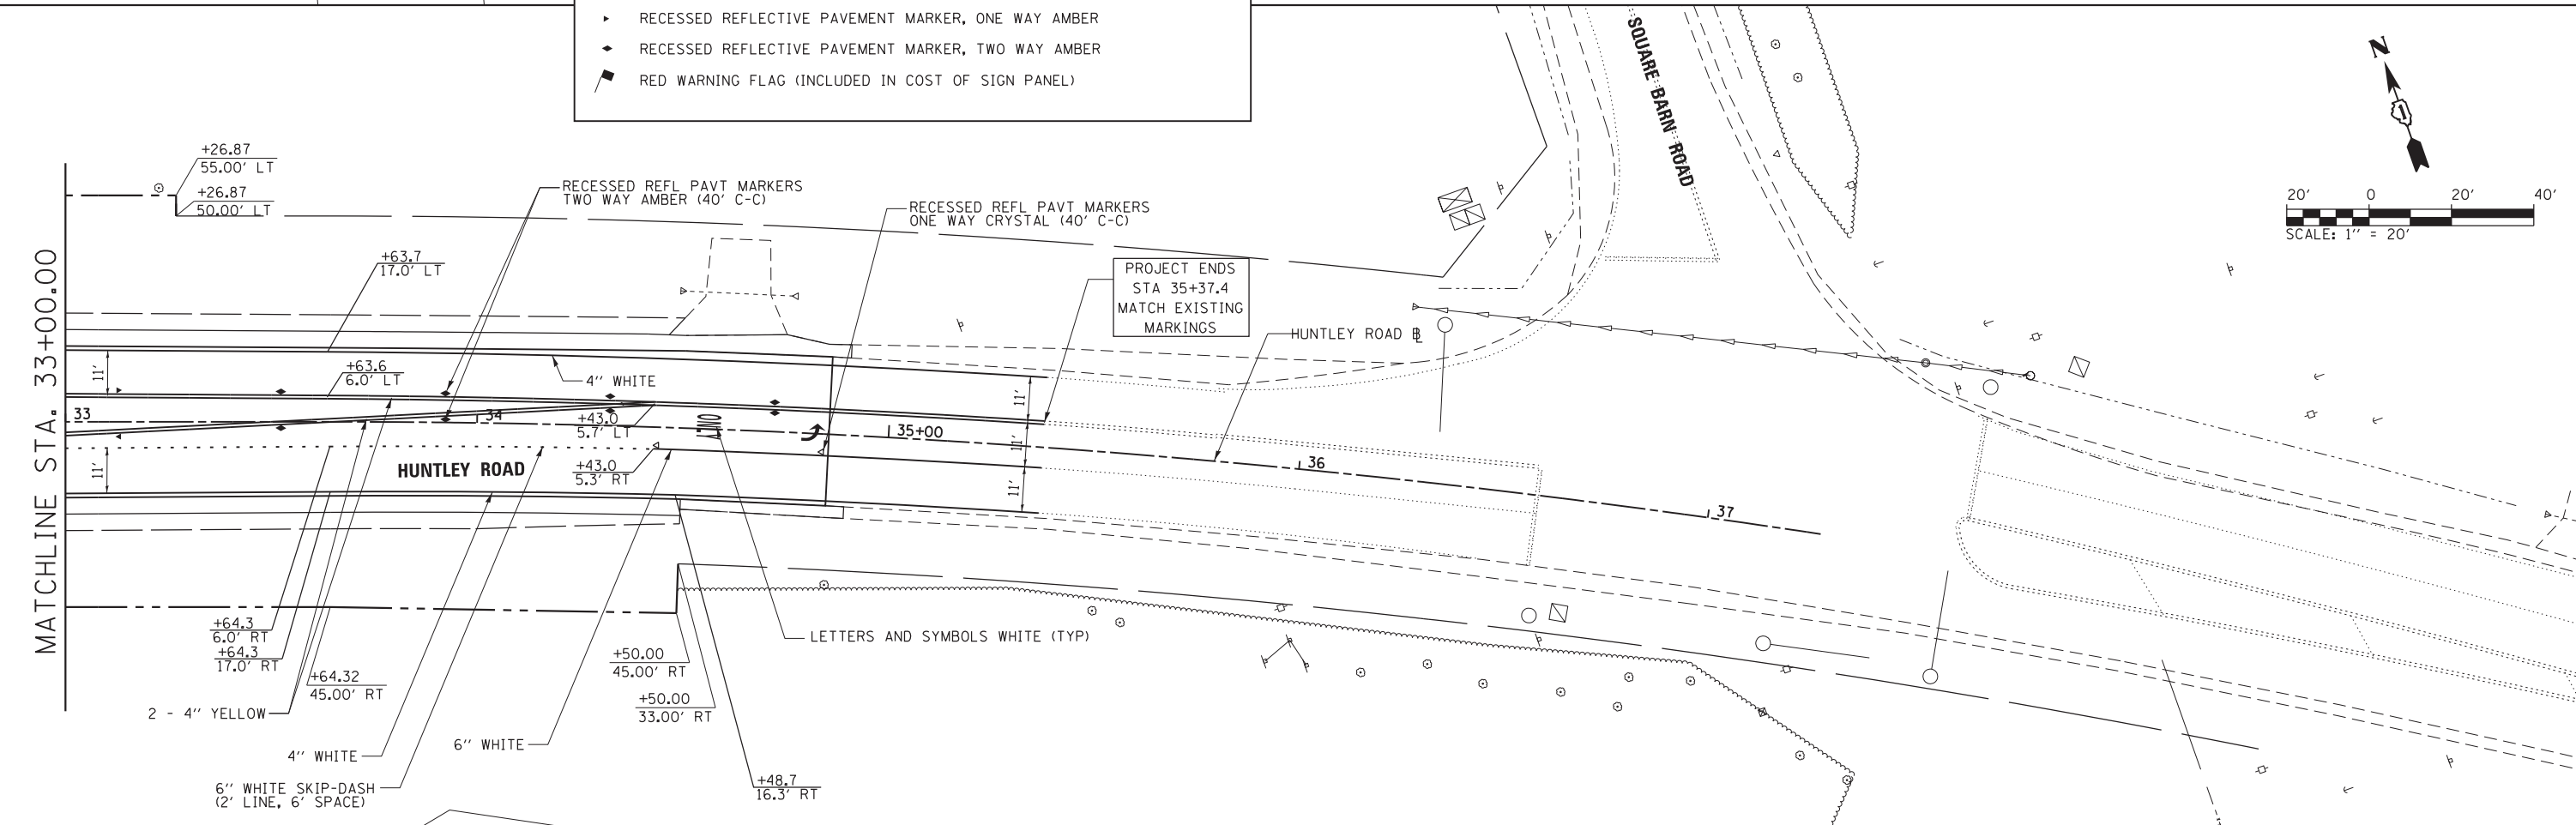 RECESSED REFLECTIVE PAVEMENT MARKER, ONE WAY AMBER
RECESSED REFLECTIVE PAVEMENT MARKER, TWO WAY AMBER
RED WARNING FLAG (INCLUDED IN COST OF SIGN PANEL)
SQUARE BARN ROAD
N
20' 0 20' 40'
SCALE: 1'' = 20'
MATCHLINE STA. 33+00.00
+26.87
55.00' LT
+26.87
50.00' LT
RECESSED REFL PAVT MARKERS
TWO WAY AMBER (40' C-C)
RECESSED REFL PAVT MARKERS
ONE WAY CRYSTAL (40' C-C)
+63.7
17.0' LT
PROJECT ENDS
STA 35+37.4
MATCH EXISTING
MARKINGS
HUNTLEY ROAD ℄
11'
+63.6
6.0' LT
4'' WHITE
33
34
+43.0
5.7' LT
35+00
36
37
11'
11'
11'
11'
HUNTLEY ROAD
+43.0
5.3' RT
+64.3
6.0' RT
+64.3
17.0' RT
+64.32
45.00' RT
2 - 4'' YELLOW
4'' WHITE
6'' WHITE SKIP-DASH
(2' LINE, 6' SPACE)
6'' WHITE
+50.00
45.00' RT
+50.00
33.00' RT
+48.7
16.3' RT
LETTERS AND SYMBOLS WHITE (TYP)